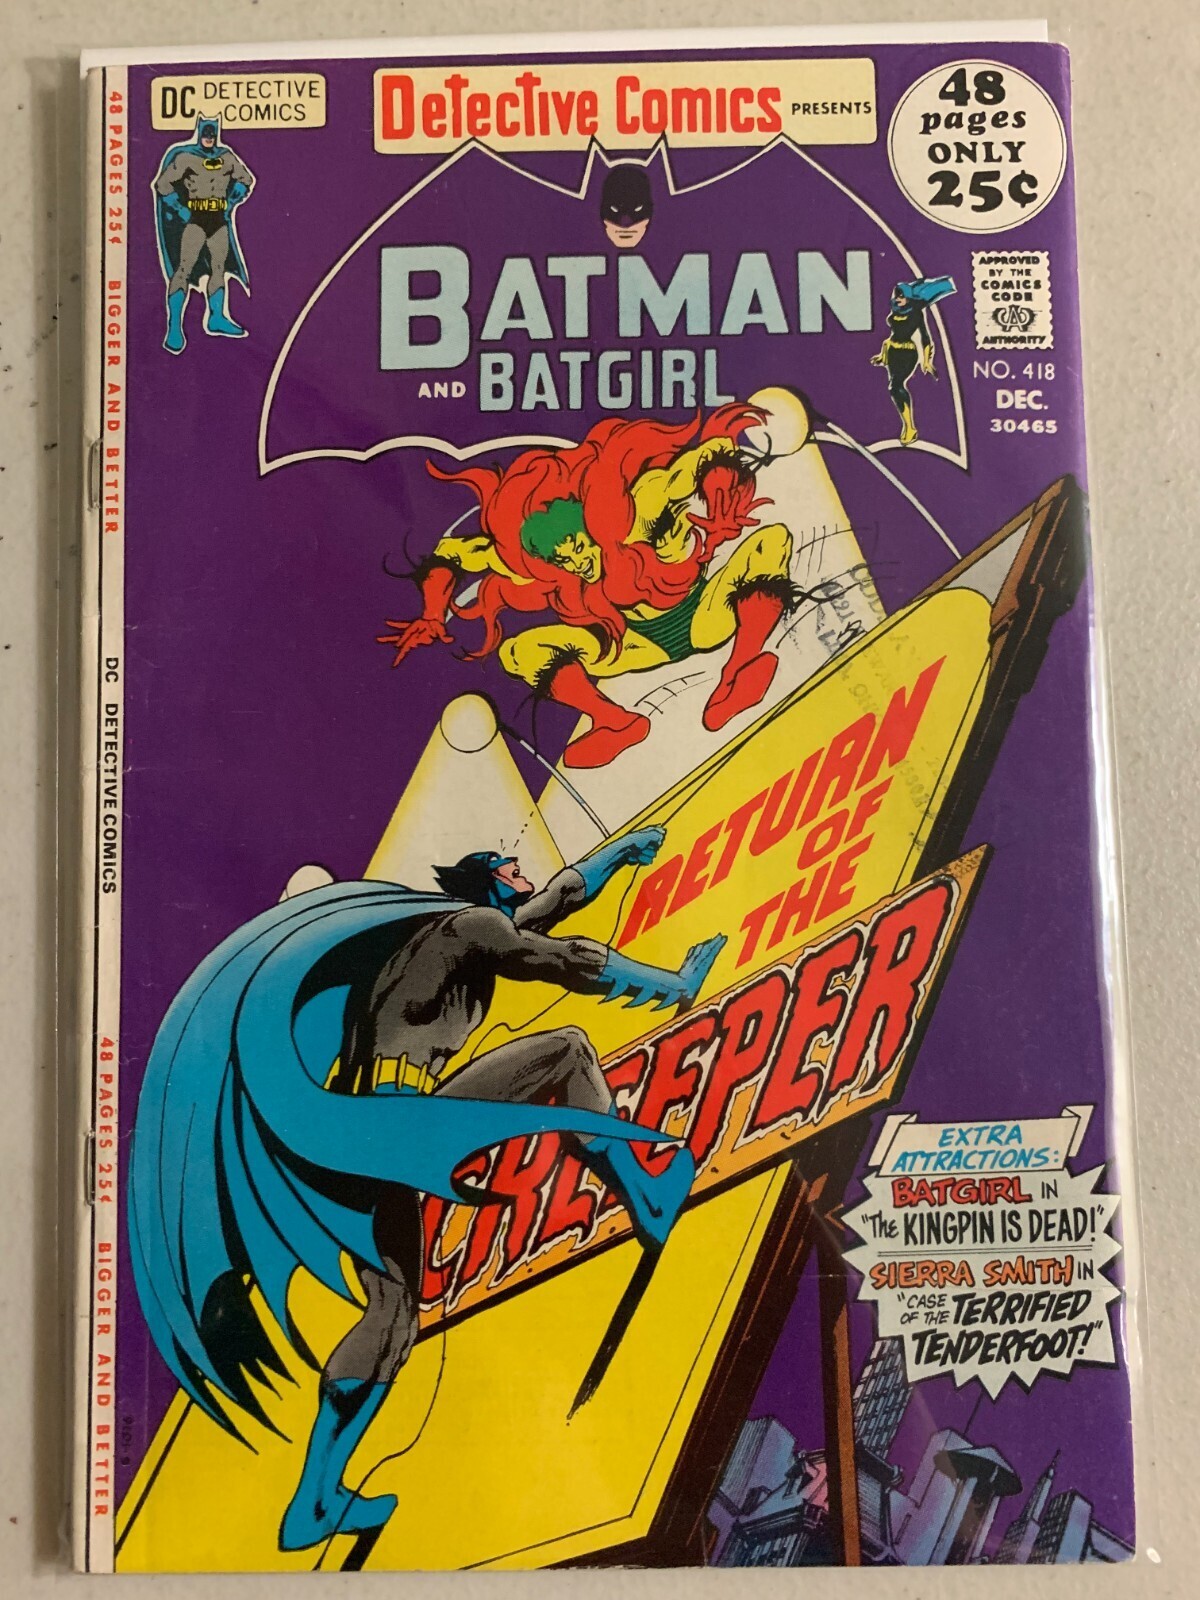 48 PAGES 25¢ BIGGER AND BETTER
DC DETECTIVE COMICS
48 PAGES 25¢ BIGGER AND BETTER
DC DETECTIVE
COMICS
Detective Comics PRESENTS
48
pages
ONLY
25¢
BATMAN
AND BATGIRL
APPROVED
BY THE
COMICS
CODE
AUTHORITY
NO. 418
DEC.
30465
RETURN
OF
THE
CREEPER
EXTRA
ATTRACTIONS:
BATGIRL IN
"The KINGPIN IS DEAD!"
SIERRA SMITH IN
"CASE
OF THE TERRIFIED
TENDERFOOT!"